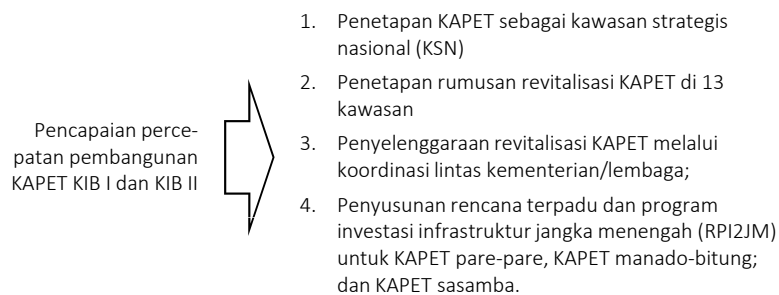 Pencapaian perce-
patan pembangunan
KAPET KIB I dan KIB II
1. Penetapan KAPET sebagai kawasan strategis
nasional (KSN)
2. Penetapan rumusan revitalisasi KAPET di 13
kawasan
3. Penyelenggaraan revitalisasi KAPET melalui
koordinasi lintas kementerian/lembaga;
4. Penyusunan rencana terpadu dan program
investasi infrastruktur jangka menengah (RPI2JM)
untuk KAPET pare-pare, KAPET manado-bitung;
dan KAPET sasamba.